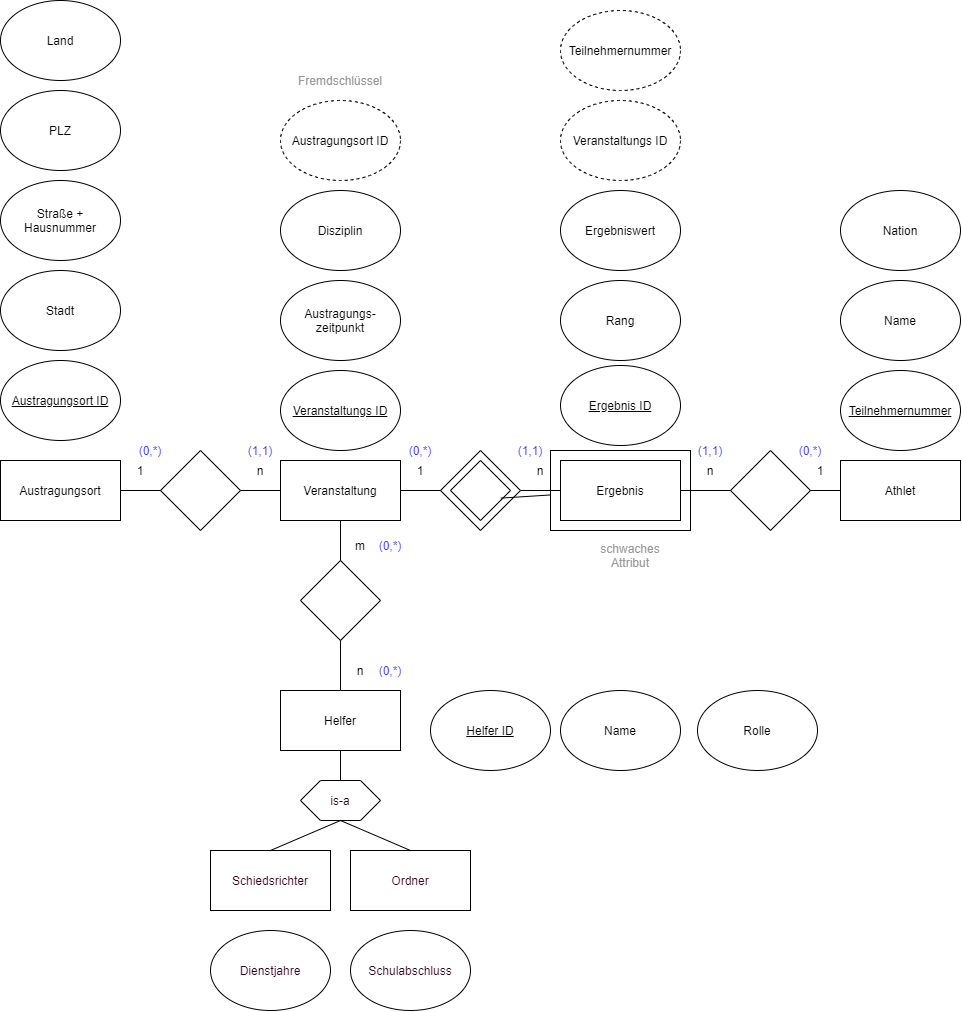 Land
PLZ
Straße +
Hausnummer
Stadt
Austragungsort ID
Fremdschlüssel
Austragungsort ID
Disziplin
Austragungs-
zeitpunkt
Veranstaltungs ID
Teilnehmernummer
Veranstaltungs ID
Ergebniswert
Rang
Ergebnis ID
Nation
Name
Teilnehmernummer
(0,*) (1,1) (0,*) (1,1) (1,1) (0,*)
1 n 1 n n 1
Austragungsort Veranstaltung Ergebnis Athlet
m (0,*)
schwaches
Attribut
n (0,*)
Helfer Helfer ID Name Rolle
is-a
Schiedsrichter Ordner
Dienstjahre Schulabschluss